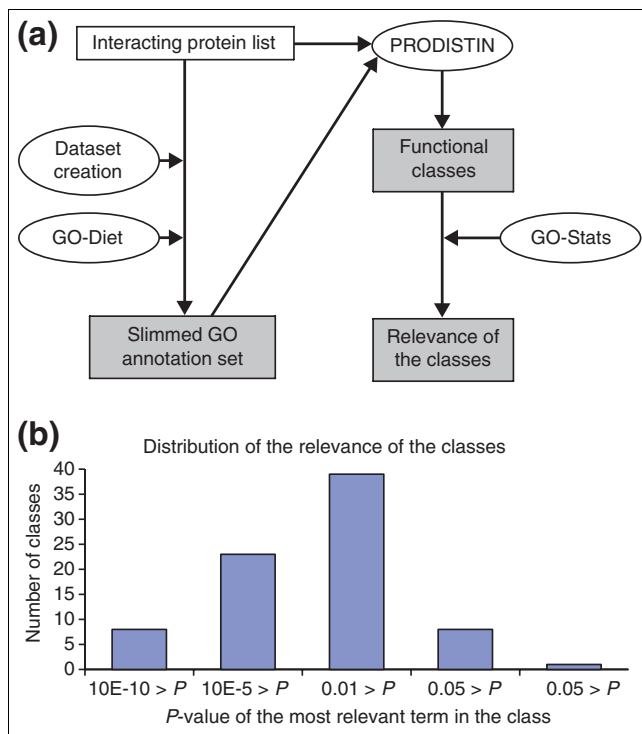 (a)
Interacting protein list
PRODISTIN
Dataset
creation
Functional
classes
GO-Diet
GO-Stats
Slimmed GO
annotation set
Relevance of
the classes
(b)
Distribution of the relevance of the classes
Number of classes
40
35
30
25
20
15
10
5
0
10E-10 > P
10E-5 > P
0.01 > P
0.05 > P
0.05 > P
P-value of the most relevant term in the class